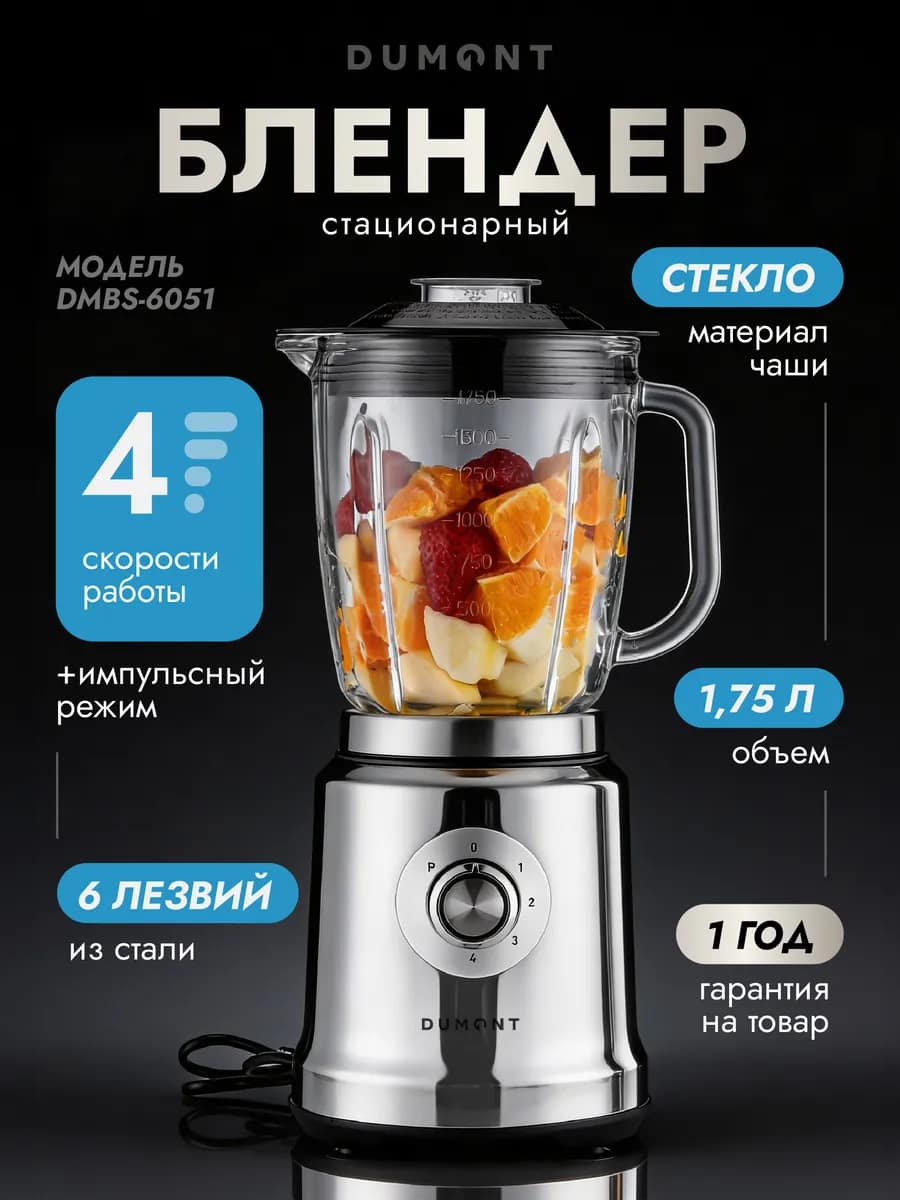 DUMONT
БЛЕНДЕР
стационарный
МОДЕЛЬ
DMBS-6051
СТЕКЛО
материал
чаши
4
скорости
работы
+импульсный
режим
1750
1500
1250
1000
750
500
1,75 Л
объем
6 ЛЕЗВИЙ
из стали
0
P 1
2
3
4
DUMONT
1 ГОД
гарантия
на товар